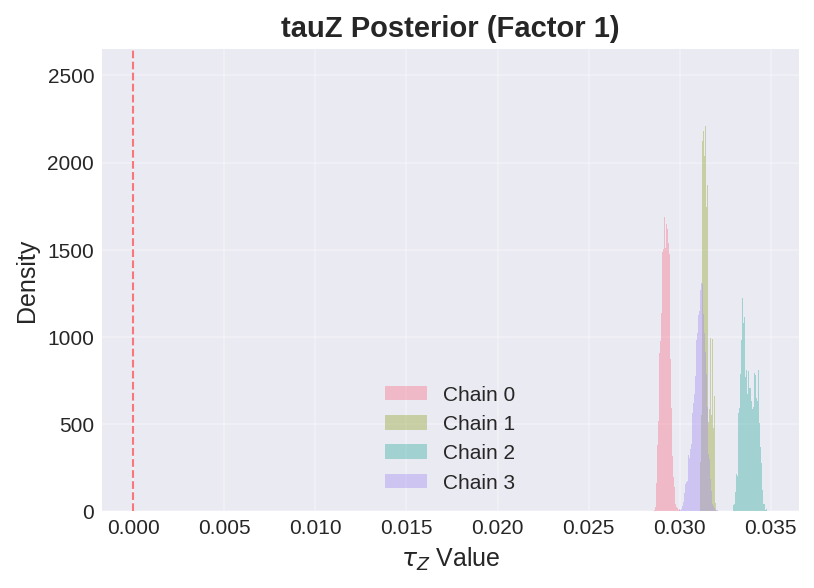 tauZ Posterior (Factor 1)
2500
2000
1500
1000
500
0
Density
Chain 0
Chain 1
Chain 2
Chain 3
0.000 0.005 0.010 0.015 0.020 0.025 0.030 0.035
τZ Value